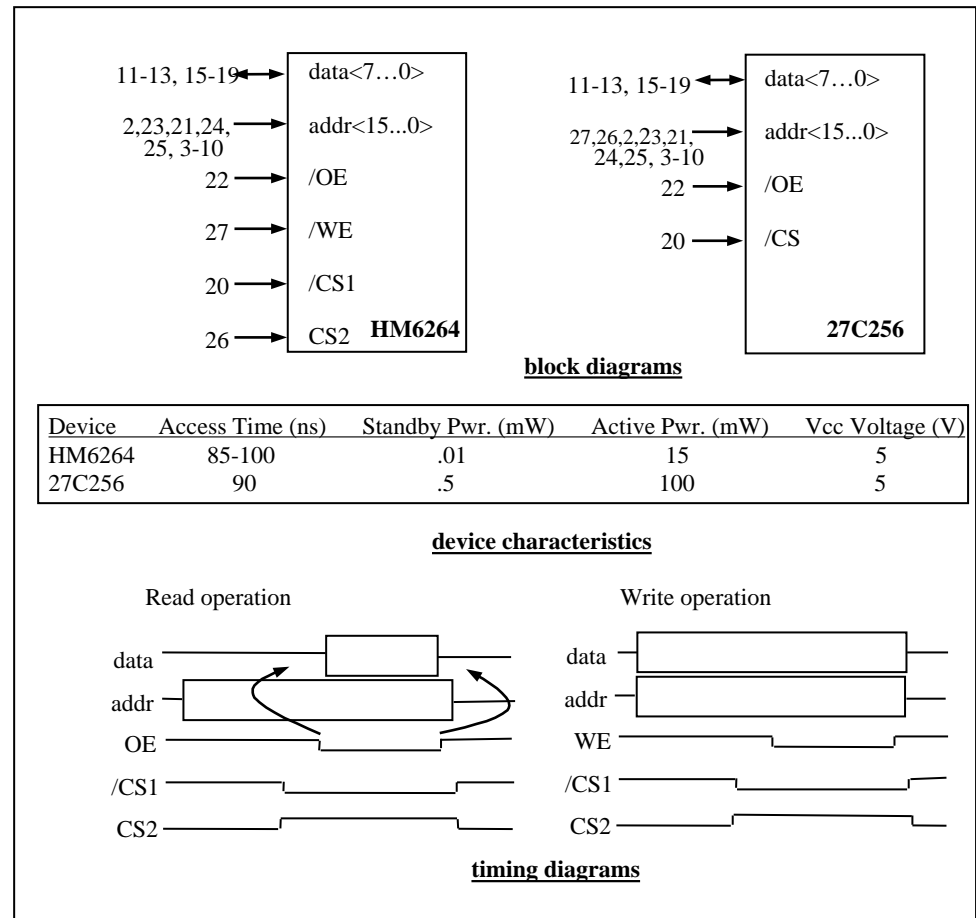 11-13, 15-19
data<7…0>
2,23,21,24,
25, 3-10
addr<15...0>
22
/OE
27
/WE
20
/CS1
26
CS2
HM6264
11-13, 15-19
data<7…0>
27,26,2,23,21,
24,25, 3-10
addr<15...0>
22
/OE
20
/CS
27C256
block diagrams
Device Access Time (ns) Standby Pwr. (mW) Active Pwr. (mW) Vcc Voltage (V)
HM6264 85-100 .01 15 5
27C256 90 .5 100 5
device characteristics
Read operation
data
addr
OE
/CS1
CS2
Write operation
data
addr
WE
/CS1
CS2
timing diagrams